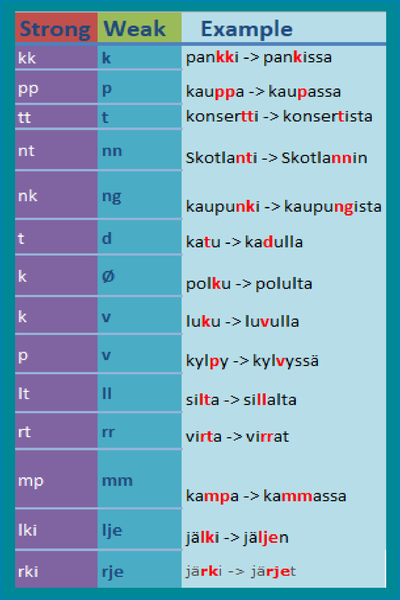 Strong Weak Example
kk k pankki -> pankissa
pp p kauppa -> kaupassa
tt t konsertti -> konsertista
nt nn Skotlanti -> Skotlannin
nk ng kaupunki -> kaupungista
t d katu -> kadulla
k Ø polku -> polulta
k v luku -> luvulla
p v kylpy -> kylvyssä
lt ll silta -> sillalta
rt rr virta -> virrat
mp mm kampa -> kammassa
lki lje jälki -> jäljen
rki rje järki -> järjet